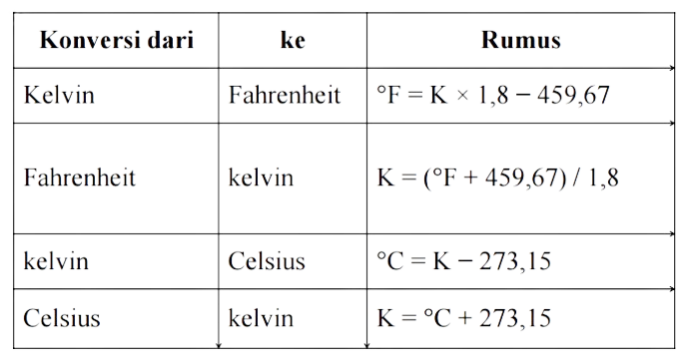 Konversi dari ke Rumus
Kelvin Fahrenheit °F = K × 1,8 − 459,67
Fahrenheit kelvin K = (°F + 459,67) / 1,8
kelvin Celsius °C = K − 273,15
Celsius kelvin K = °C + 273,15